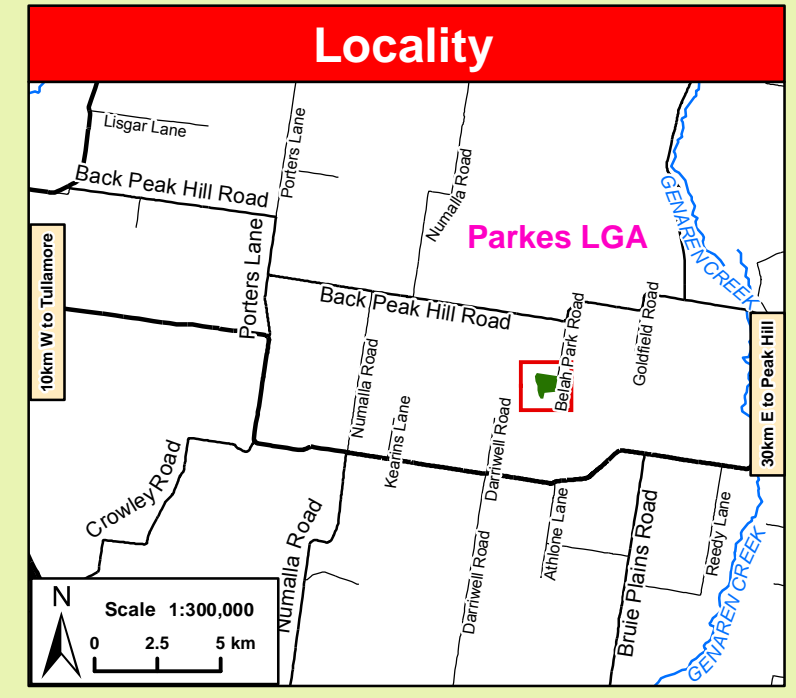 Locality
Lisgar Lane
Porters Lane
Back Peak Hill Road
Numalla Road
GENAREN CREEK
Parkes LGA
10km W to Tullamore
Porters Lane
Back Peak Hill Road
Belah Park Road
Goldfield Road
30km E to Peak Hill
Numalla Road
Kearins Lane
Darriwell Road
Crowley Road
Numalla Road
Darriwell Road
Athlone Lane
Bruie Plains Road
Reedy Lane
GENAREN CREEK
N
Scale 1:300,000
0 2.5 5 km